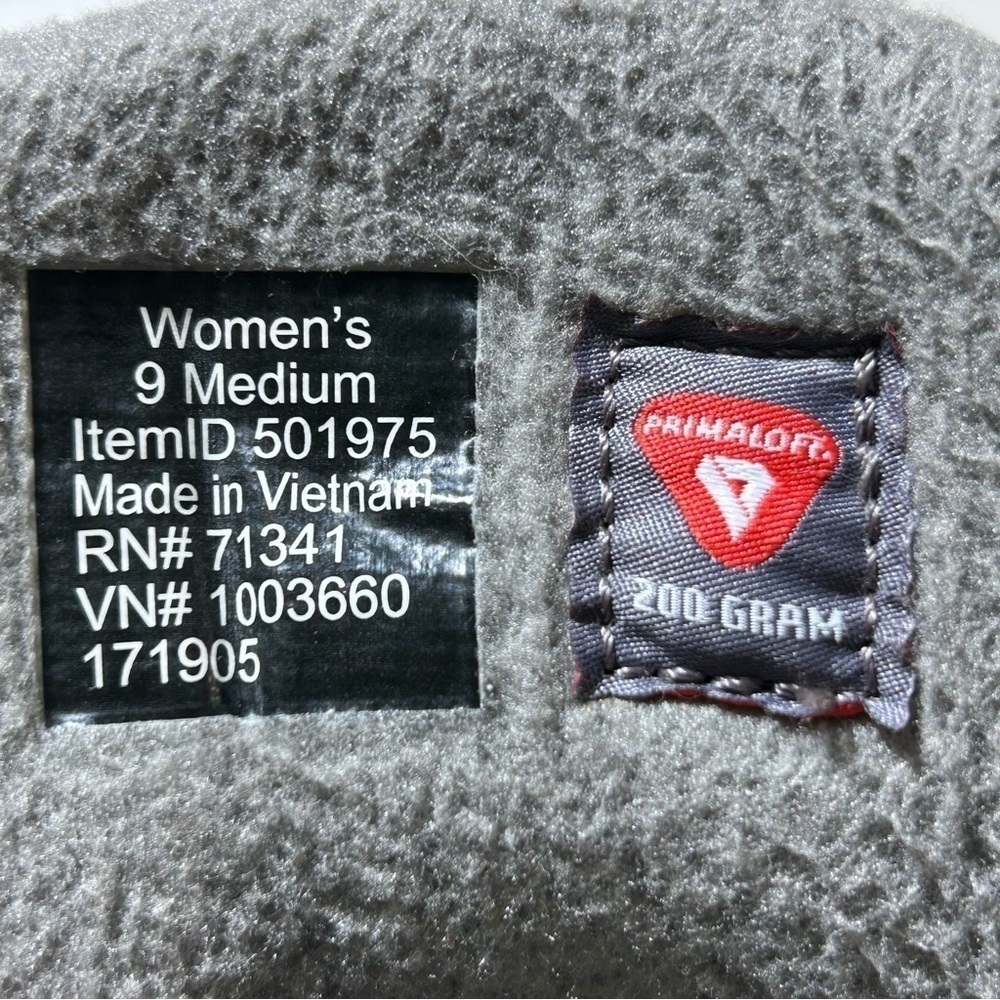 Women's
9 Medium
ItemID 501975
Made in Vietnam
RN# 71341
VN# 1003660
171905
PRIMALOFT.
200 GRAM